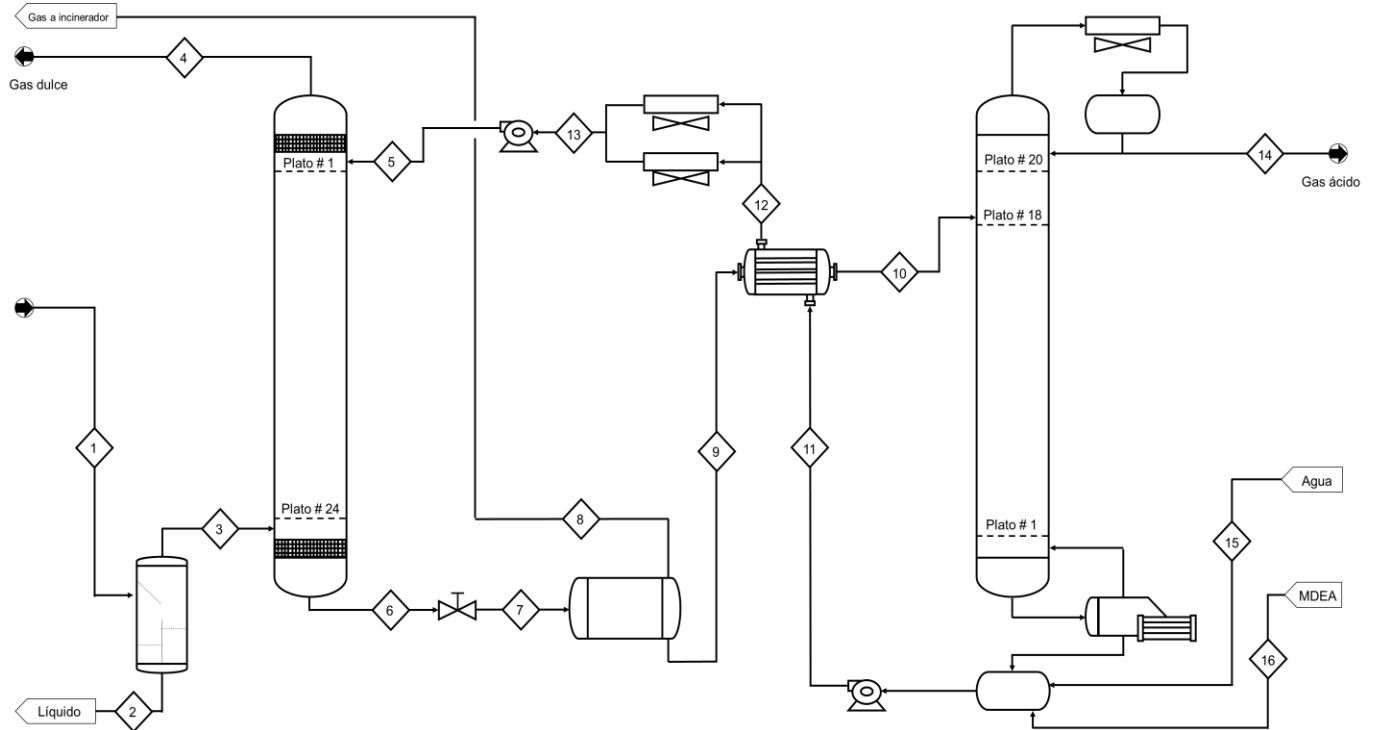 Gas a incinerador
4
Gas dulce
Plato # 1
5
13
12
Plato # 20
14
Gas ácido
Plato # 18
10
1
9
11
Plato # 24
3
8
Plato # 1
Agua
15
6
7
MDEA
16
Líquido
2